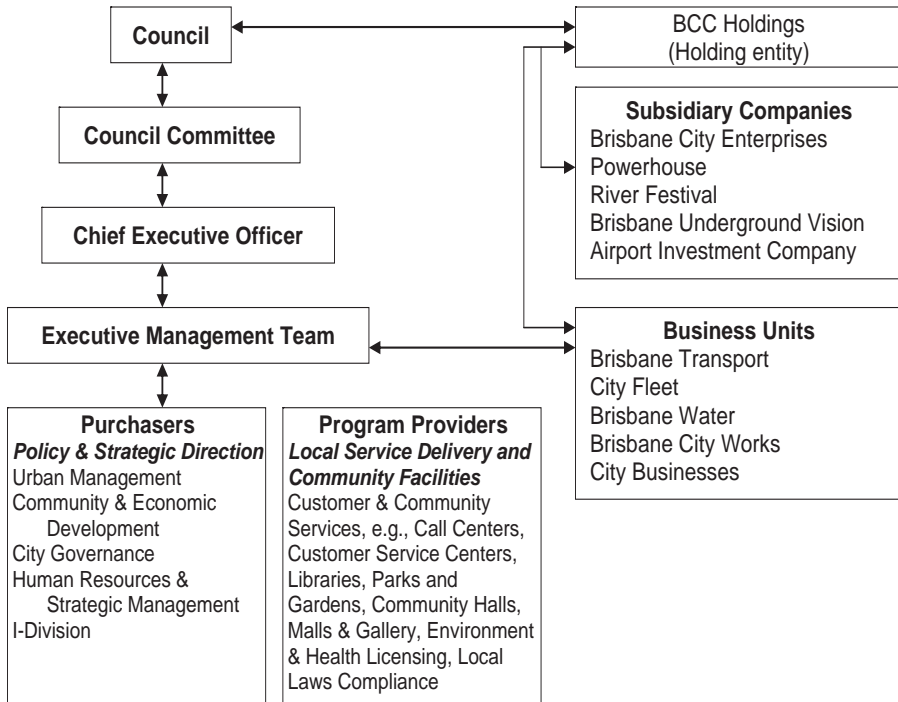 Council
BCC Holdings
(Holding entity)
Council Committee
Subsidiary Companies
Brisbane City Enterprises
Powerhouse
River Festival
Brisbane Underground Vision
Airport Investment Company
Chief Executive Officer
Executive Management Team
Business Units
Brisbane Transport
City Fleet
Brisbane Water
Brisbane City Works
City Businesses
Purchasers
Policy & Strategic Direction
Urban Management
Community & Economic
Development
City Governance
Human Resources &
Strategic Management
I-Division
Program Providers
Local Service Delivery and
Community Facilities
Customer & Community
Services, e.g., Call Centers,
Customer Service Centers,
Libraries, Parks and
Gardens, Community Halls,
Malls & Gallery, Environment
& Health Licensing, Local
Laws Compliance